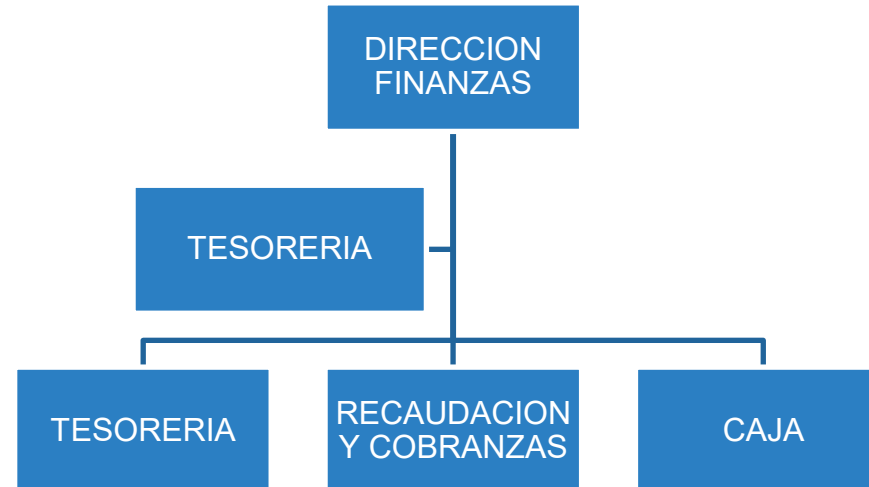 DIRECCION
FINANZAS
TESORERIA
TESORERIA
RECAUDACION
Y COBRANZAS
CAJA